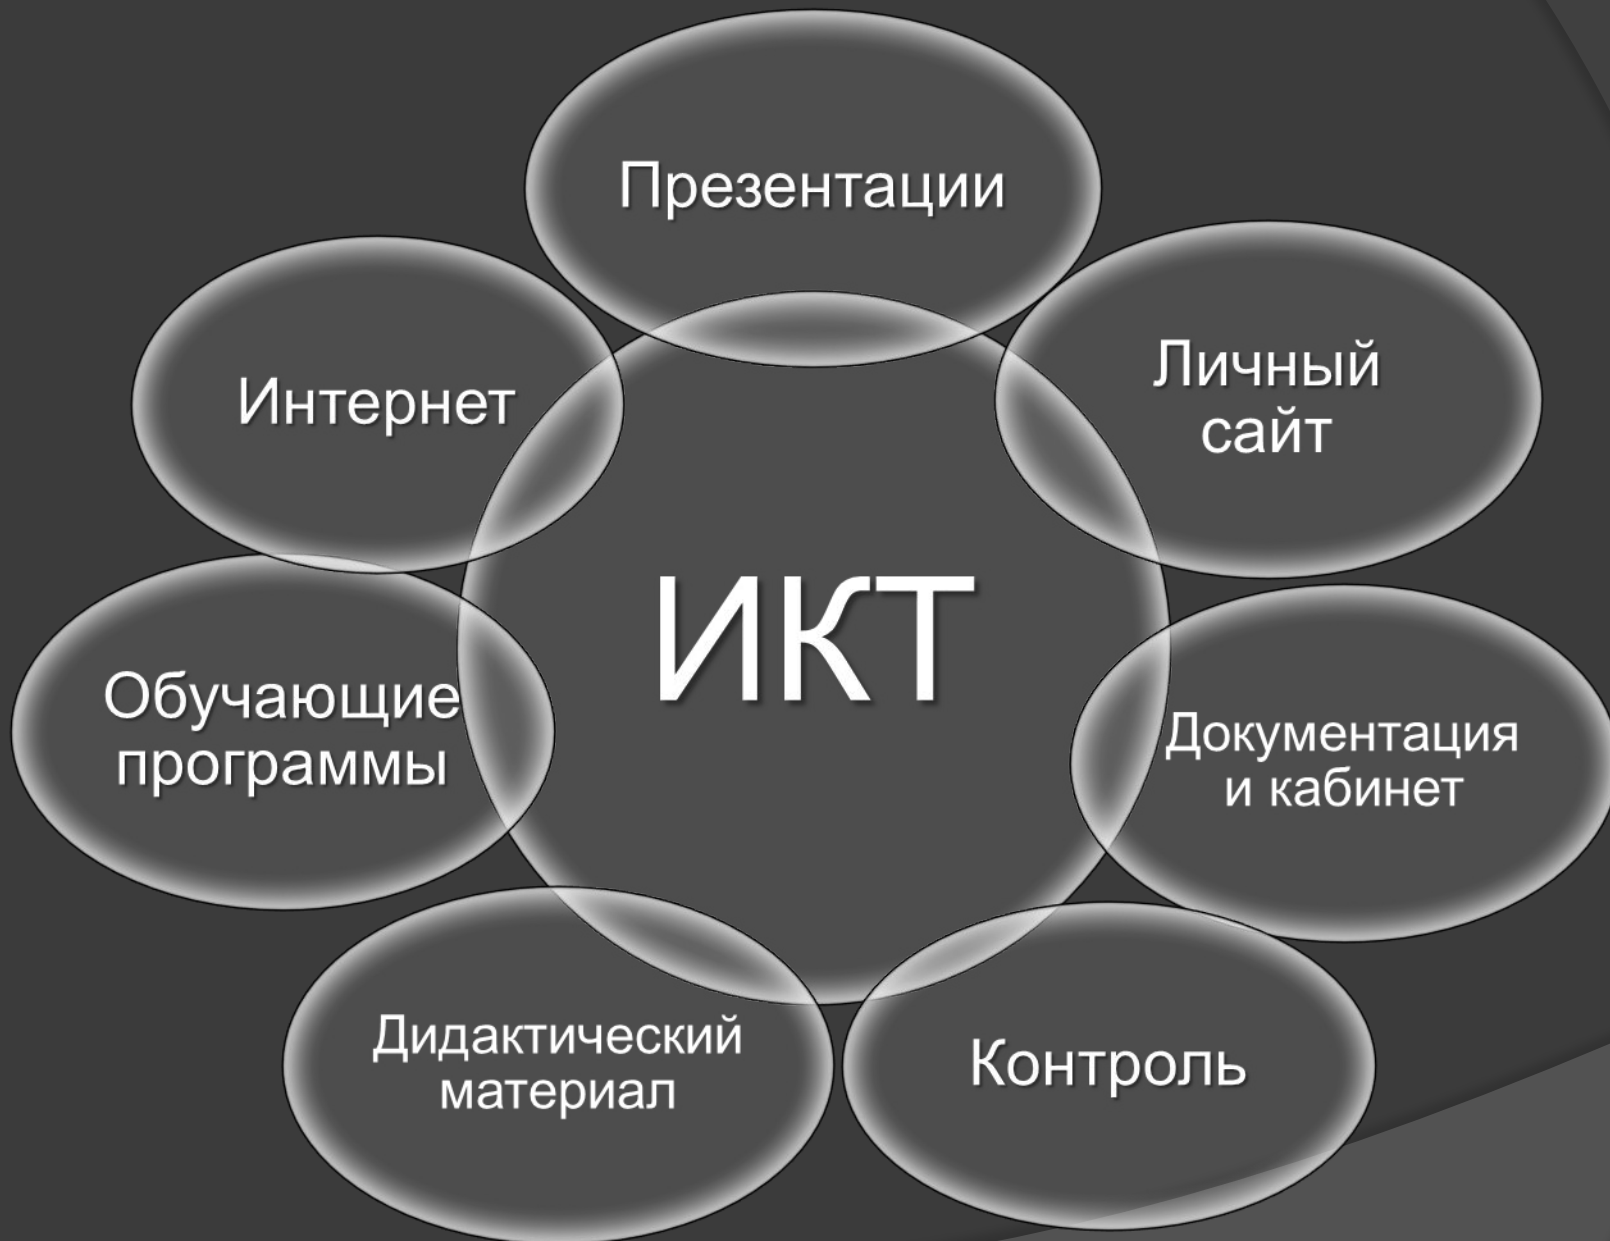 Презентации
Личный
сайт
Интернет
ИКТ
Обучающие
программы
Документация
и кабинет
Дидактический
материал
Контроль